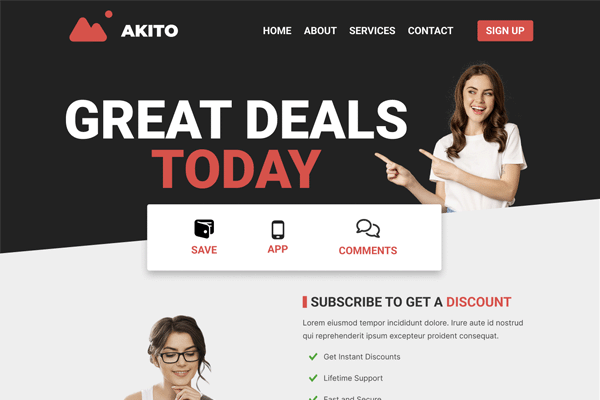 AKITO
HOME ABOUT SERVICES CONTACT SIGN UP
GREAT DEALS
TODAY
SAVE APP COMMENTS
SUBSCRIBE TO GET A DISCOUNT
Lorem eiusmod tempor incididunt dolore. Irure aute id nostrud
qui reprehenderit ipsum excepteur proident consequat.
Get Instant Discounts
Lifetime Support
Fast and Secure